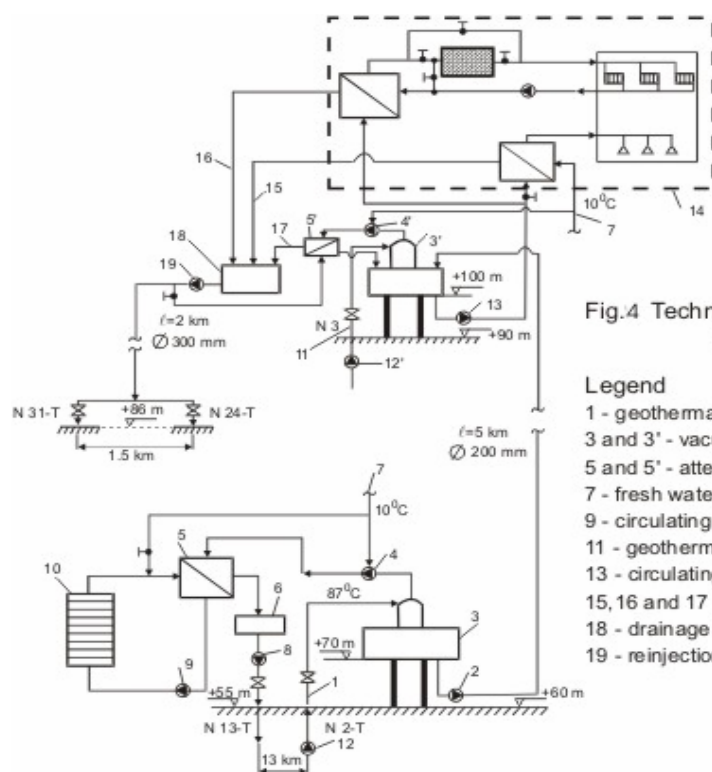 16
15
10⁰C
14
7
17
5'
4'
3'
18
19
+100 m
13
ℓ=2 km
Ø 300 mm
N 3
11
12'
+90 m
Fig.4 Techn
N 31-T
+86 m
N 24-T
1.5 km
ℓ=5 km
Ø 200 mm
Legend
1 - geotherma
3 and 3' - vac
5 and 5' - atte
7 - fresh wate
9 - circulating
11 - geotherm
13 - circulating
15,16 and 17
18 - drainage
19 - reinjection
7
10⁰C
5
4
10
87⁰C
6
3
+70 m
8
9
1
2
+55 m
+60 m
N 13-T
N 2-T
12
13 km